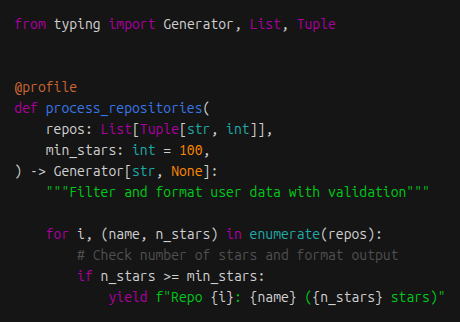 from typing import Generator, List, Tuple
@profile
def process_repositories(
    repos: List[Tuple[str, int]],
    min_stars: int = 100,
) -> Generator[str, None]:
    """Filter and format user data with validation"""
    for i, (name, n_stars) in enumerate(repos):
        # Check number of stars and format output
        if n_stars >= min_stars:
            yield f"Repo {i}: {name} ({n_stars} stars)"